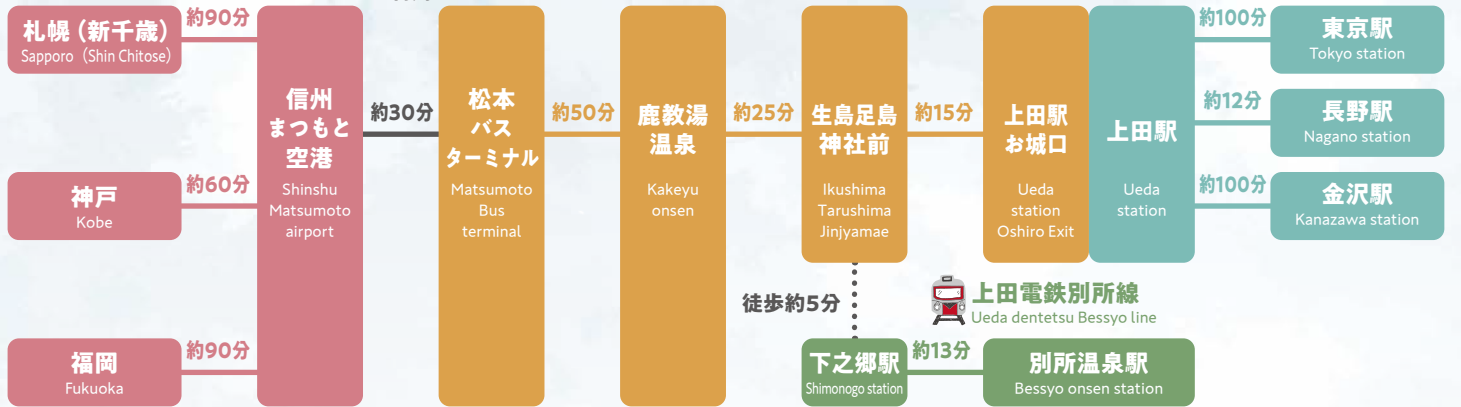 札幌（新千歳）
Sapporo（Shin Chitose）
約90分
神戸
Kobe
約60分
福岡
Fukuoka
約90分
信州
まつもと
空港
Shinshu
Matsumoto
airport
約30分
松本
バス
ターミナル
Matsumoto
Bus
terminal
約50分
鹿教湯
温泉
Kakeyu
onsen
約25分
生島足島
神社前
Ikushima
Tarushima
Jinjyamae
約15分
上田駅
お城口
Ueda
station
Oshiro Exit
上田駅
Ueda
station
約100分
東京駅
Tokyo station
約12分
長野駅
Nagano station
約100分
金沢駅
Kanazawa station
徒歩約5分
上田電鉄別所線
Ueda dentetsu Bessyo line
下之郷駅
Shimonogo station
約13分
別所温泉駅
Bessyo onsen station